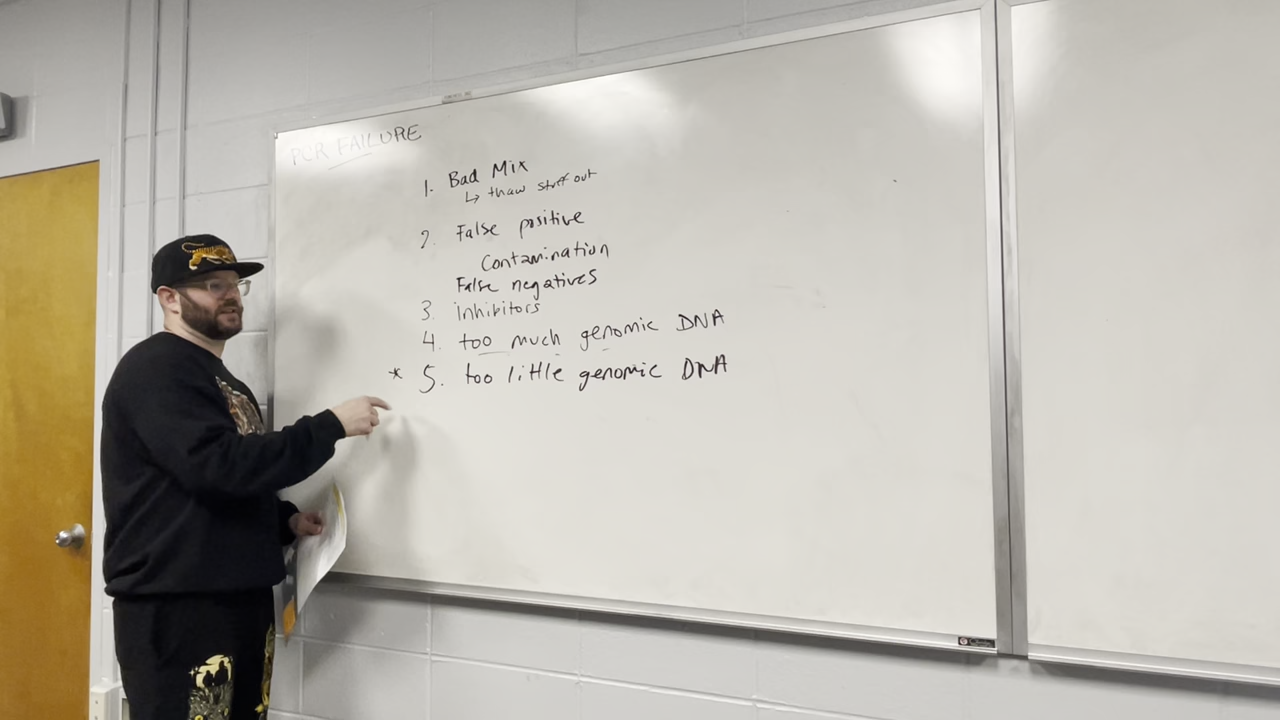 PCR FAILURE
1. Bad Mix
↳ thaw stuff out
2. False positive
Contamination
False negatives
3. inhibitors
4. too much genomic DNA
* 5. too little genomic DNA